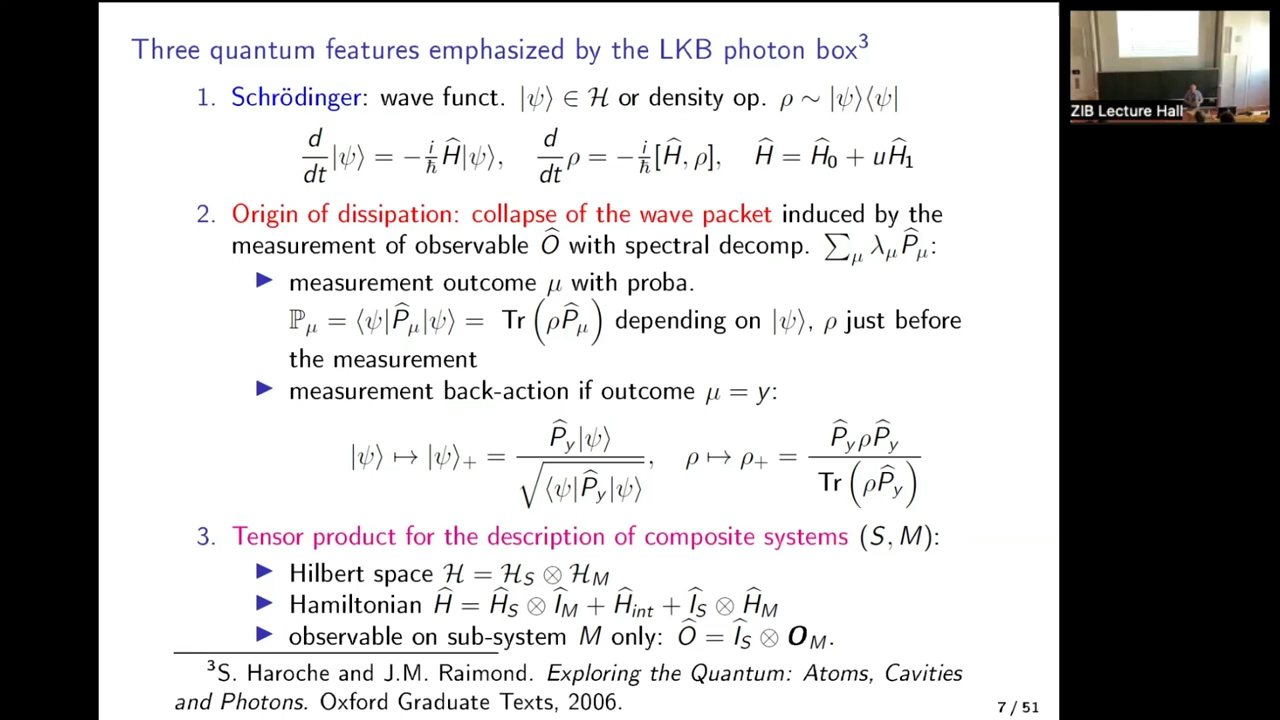 Three quantum features emphasized by the LKB photon box³
1. Schrödinger: wave funct. |ψ⟩ ∈ ℋ or density op. ρ ∼ |ψ⟩⟨ψ|
d/dt |ψ⟩ = −i/ℏ Ĥ|ψ⟩, d/dt ρ = −i/ℏ [Ĥ, ρ], Ĥ = Ĥ₀ + uĤ₁
2. Origin of dissipation: collapse of the wave packet induced by the
measurement of observable Ô with spectral decomp. ∑_μ λ_μ P̂_μ:
▶ measurement outcome μ with proba.
ℙ_μ = ⟨ψ|P̂_μ|ψ⟩ = Tr(ρP̂_μ) depending on |ψ⟩, ρ just before
the measurement
▶ measurement back-action if outcome μ = y:
|ψ⟩ ↦ |ψ⟩₊ = P̂_y|ψ⟩ / √⟨ψ|P̂_y|ψ⟩, ρ ↦ ρ₊ = P̂_yρP̂_y / Tr(ρP̂_y)
3. Tensor product for the description of composite systems (S, M):
▶ Hilbert space ℋ = ℋ_S ⊗ ℋ_M
▶ Hamiltonian Ĥ = Ĥ_S ⊗ Î_M + Ĥ_int + Î_S ⊗ Ĥ_M
▶ observable on sub-system M only: Ô = Î_S ⊗ O_M.
³S. Haroche and J.M. Raimond. Exploring the Quantum: Atoms, Cavities
and Photons. Oxford Graduate Texts, 2006.
7 / 51
ZIB Lecture Hall